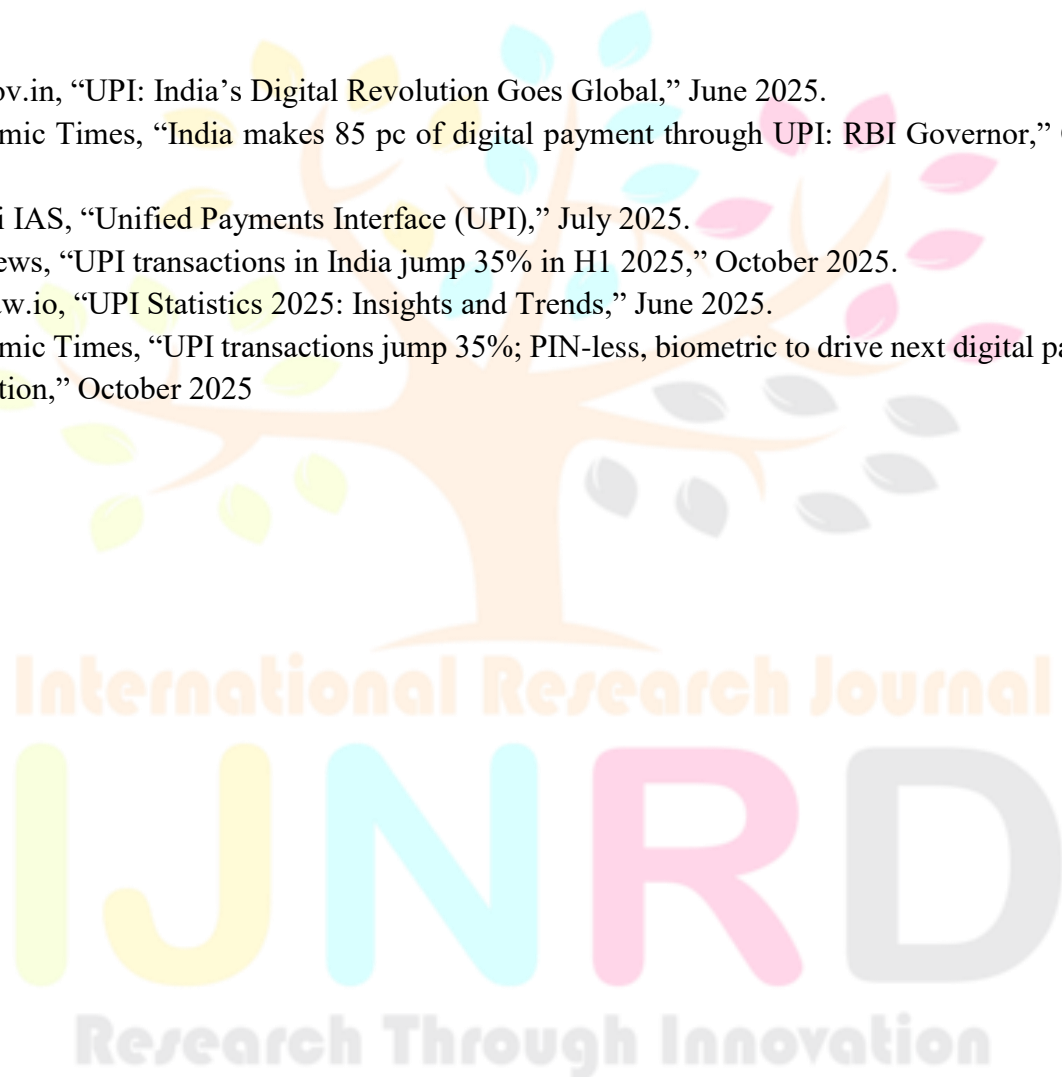 ov.in, “UPI: India’s Digital Revolution Goes Global,” June 2025.
mic Times, “India makes 85 pc of digital payment through UPI: RBI Governor,”
i IAS, “Unified Payments Interface (UPI),” July 2025.
ews, “UPI transactions in India jump 35% in H1 2025,” October 2025.
w.io, “UPI Statistics 2025: Insights and Trends,” June 2025.
mic Times, “UPI transactions jump 35%; PIN-less, biometric to drive next digital pa
tion,” October 2025
International Research Journal
IJNRD
Research Through Innovation